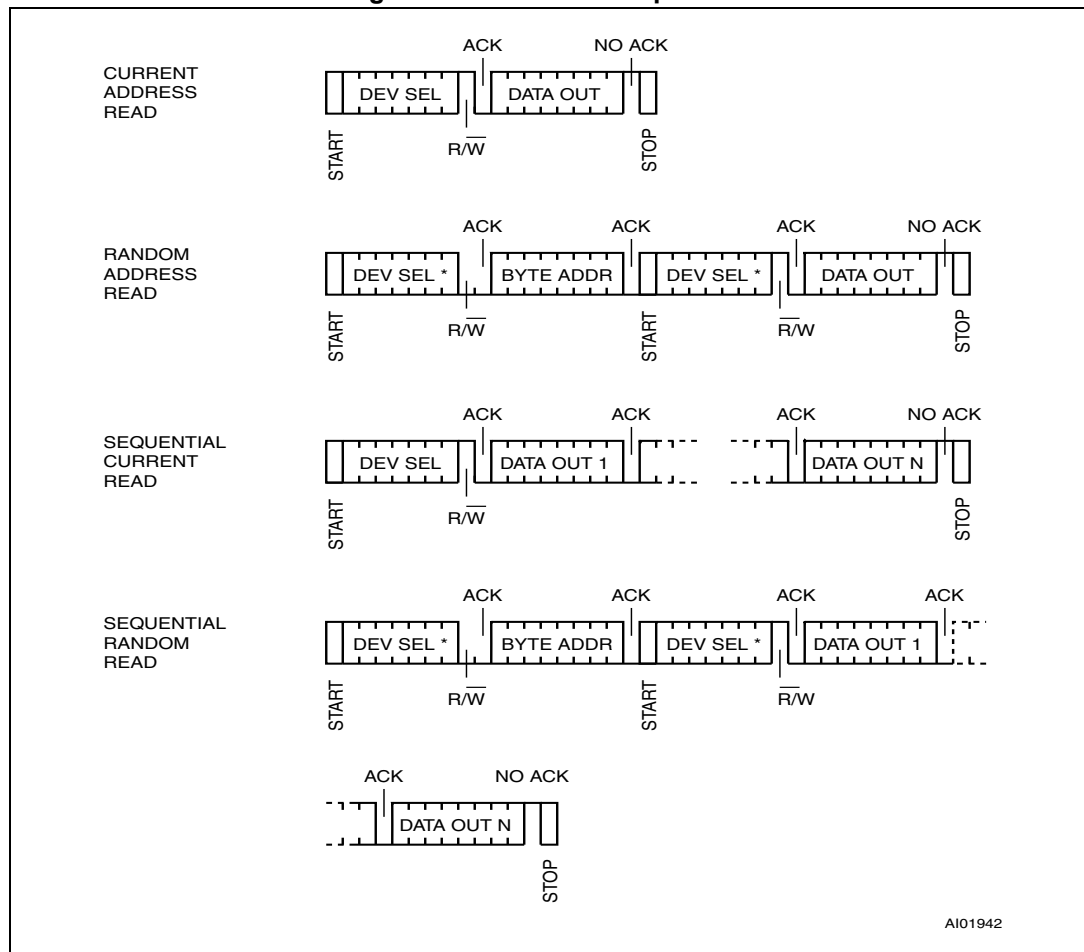 ACK NO ACK
CURRENT
ADDRESS
READ
DEV SEL DATA OUT
START R/W̅ STOP
ACK ACK ACK NO ACK
RANDOM
ADDRESS
READ
DEV SEL * BYTE ADDR DEV SEL * DATA OUT
START R/W̅ START R̅/W STOP
ACK ACK ACK NO ACK
SEQUENTIAL
CURRENT
READ
DEV SEL DATA OUT 1 DATA OUT N
START R/W̅ STOP
ACK ACK ACK ACK
SEQUENTIAL
RANDOM
READ
DEV SEL * BYTE ADDR DEV SEL * DATA OUT 1
START R/W̅ START R̅/W
ACK NO ACK
DATA OUT N
STOP
AI01942